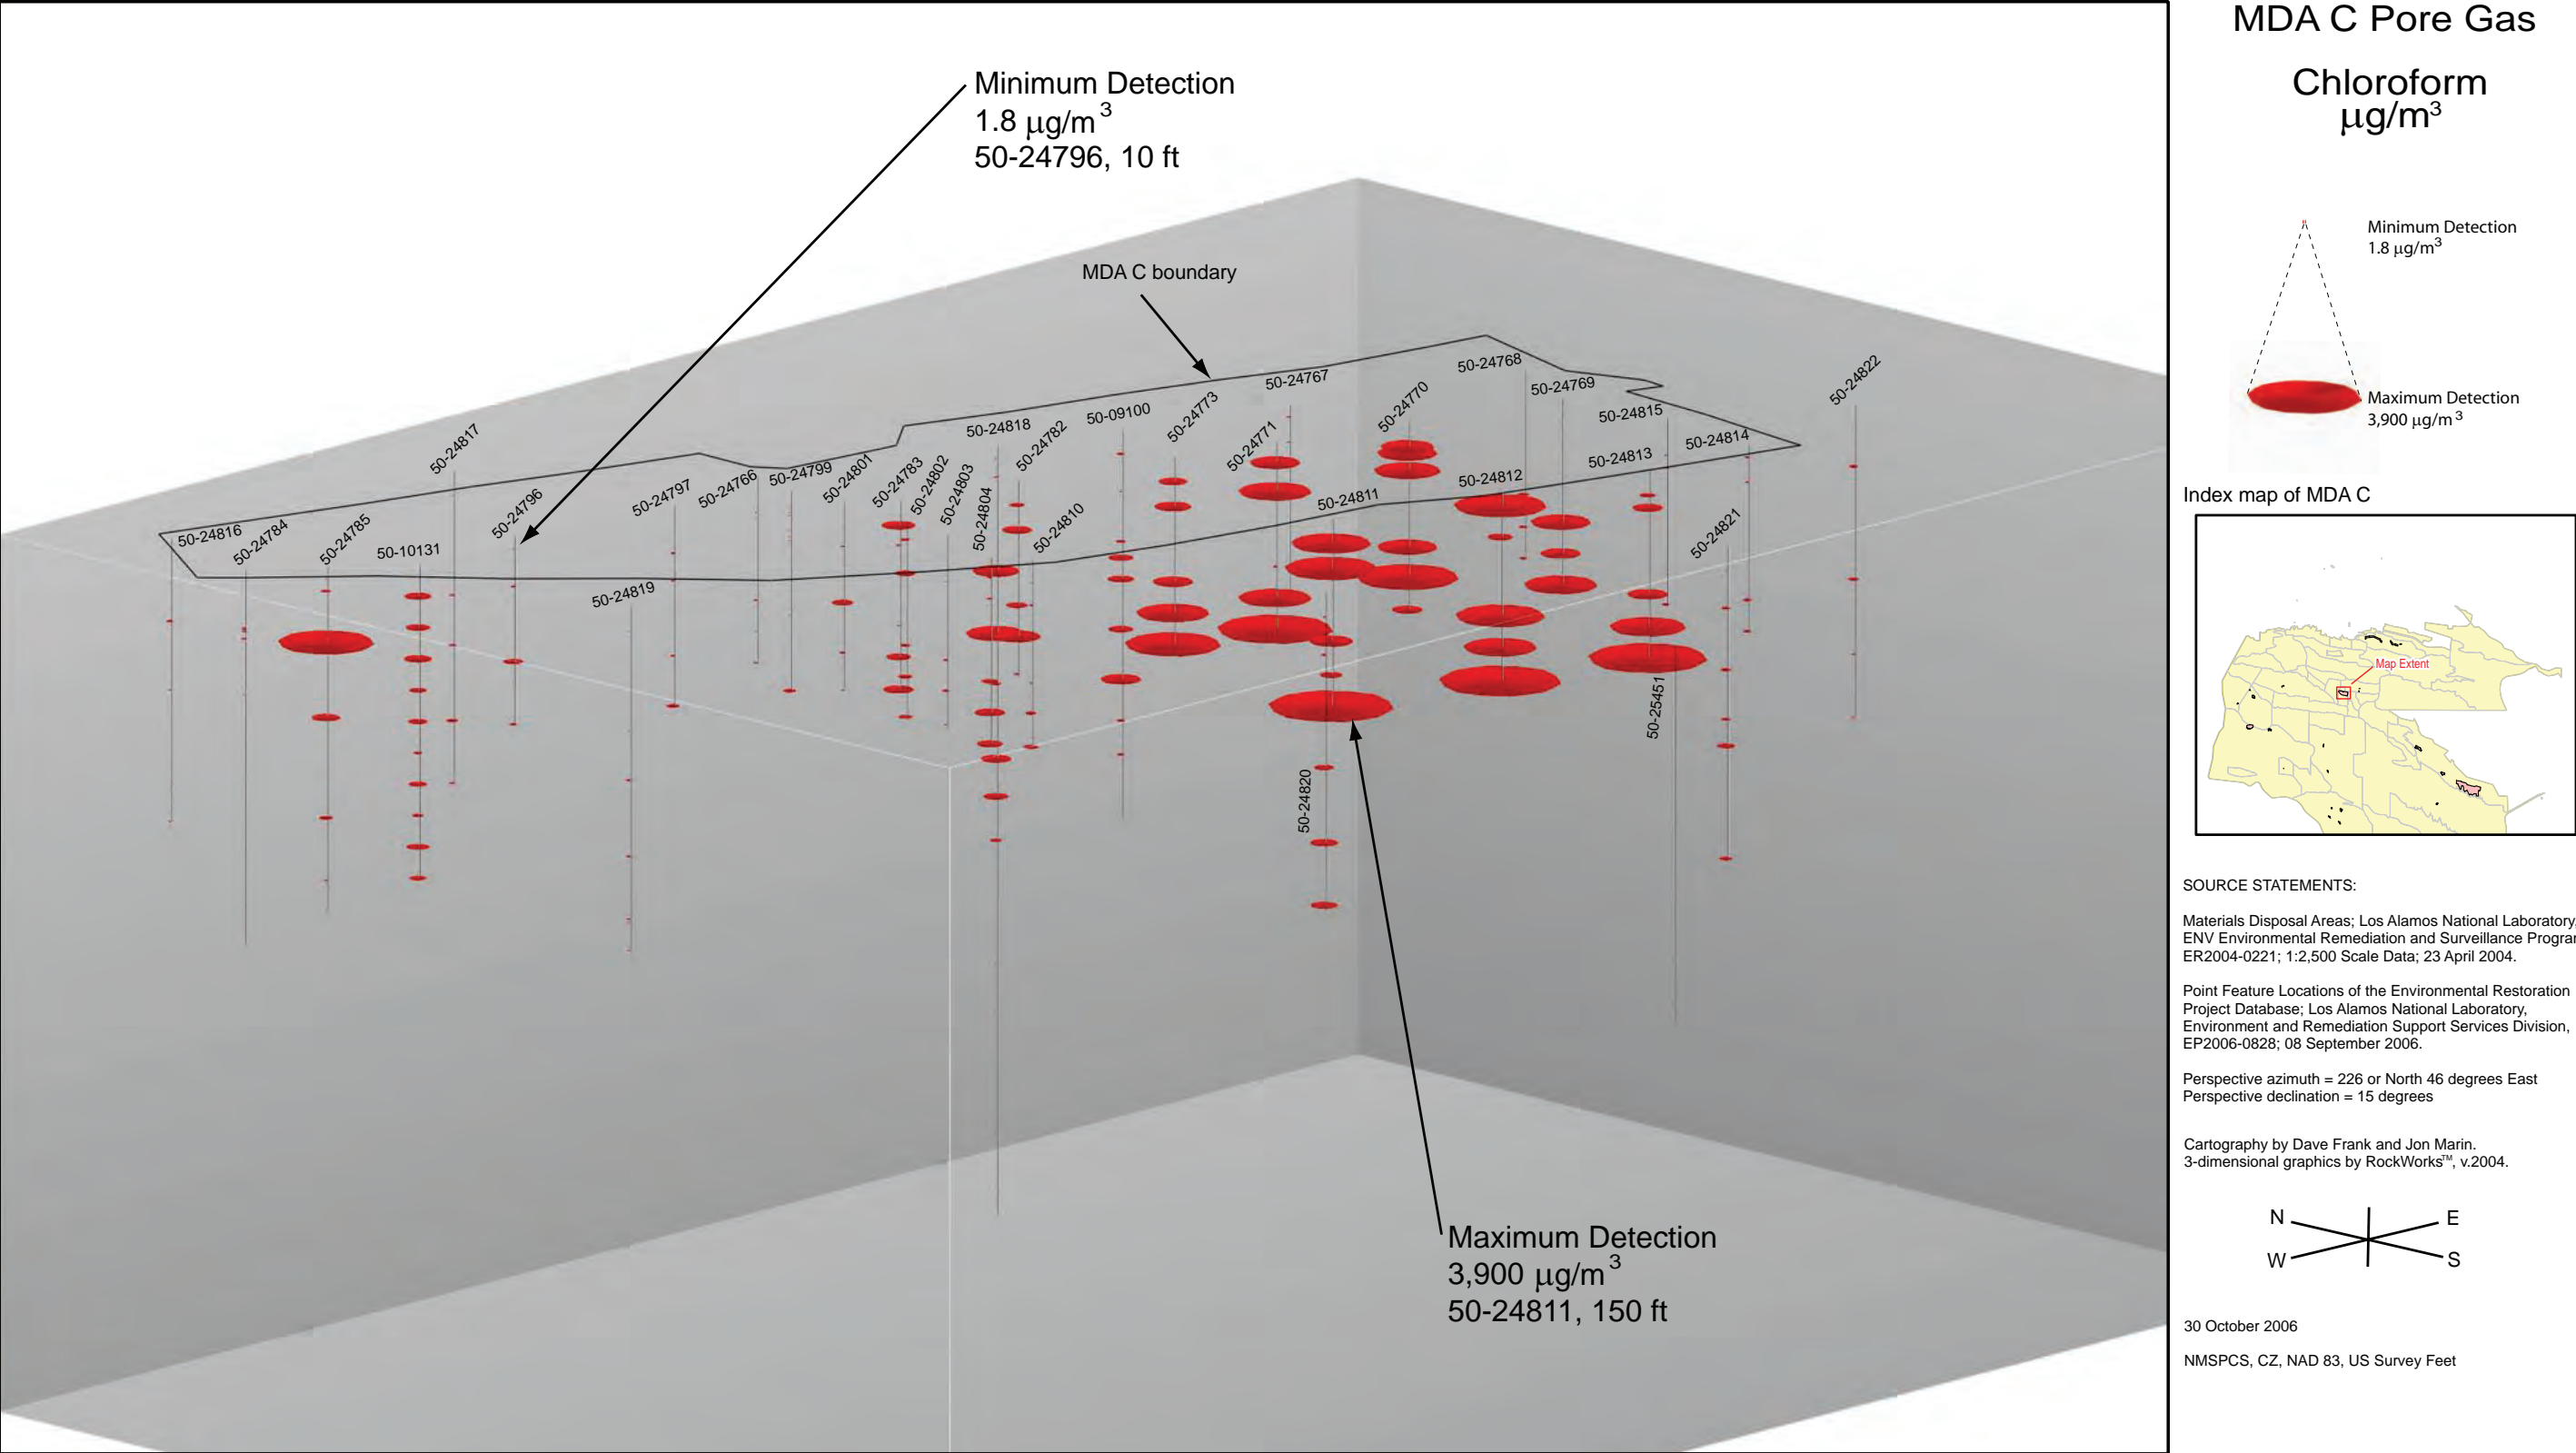 MDA C Pore Gas
Chloroform
µg/m³
Minimum Detection
1.8 µg/m³
50-24796, 10 ft
MDA C boundary
50-24816
50-24784
50-24785
50-10131
50-24817
50-24796
50-24819
50-24797
50-24766
50-24799
50-24801
50-24783
50-24802
50-24803
50-24804
50-24818
50-24782
50-24810
50-09100
50-24773
50-24771
50-24767
50-24811
50-24770
50-24812
50-24768
50-24769
50-24815
50-24813
50-24814
50-24821
50-24822
50-25451
50-24820
Maximum Detection
3,900 µg/m³
50-24811, 150 ft
Minimum Detection
1.8 µg/m³
Maximum Detection
3,900 µg/m³
Index map of MDA C
Map Extent
SOURCE STATEMENTS:
Materials Disposal Areas; Los Alamos National Laboratory,
ENV Environmental Remediation and Surveillance Progra
ER2004-0221; 1:2,500 Scale Data; 23 April 2004.
Point Feature Locations of the Environmental Restoration
Project Database; Los Alamos National Laboratory,
Environment and Remediation Support Services Division,
EP2006-0828; 08 September 2006.
Perspective azimuth = 226 or North 46 degrees East
Perspective declination = 15 degrees
Cartography by Dave Frank and Jon Marin.
3-dimensional graphics by RockWorks™, v.2004.
N E
W S
30 October 2006
NMSPCS, CZ, NAD 83, US Survey Feet